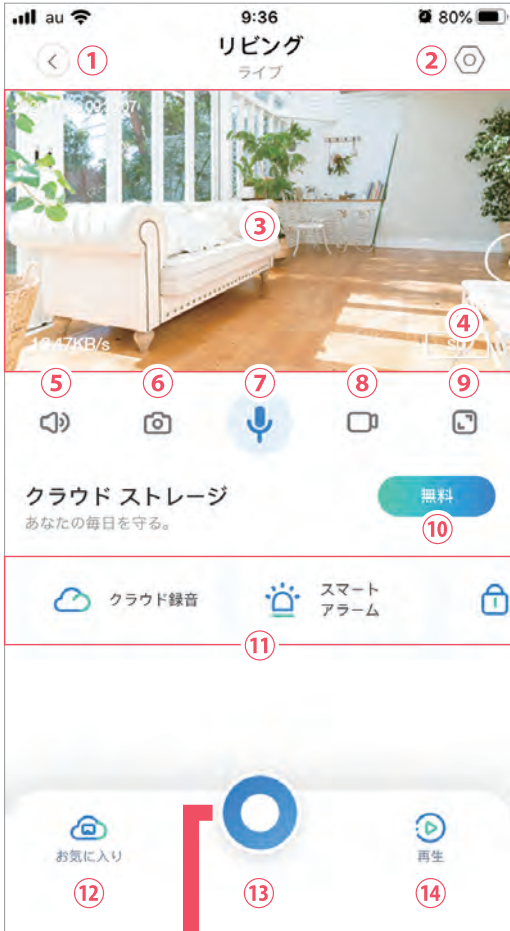 au 9:36 80%
リビング
① ②
ライブ
③
④
KB/s SD
⑤ ⑥ ⑦ ⑧ ⑨
クラウド ストレージ 無料
あなたの毎日を守る。 ⑩
クラウド録音 スマート
アラーム
⑪
お気に入り 再生
⑫ ⑬ ⑭